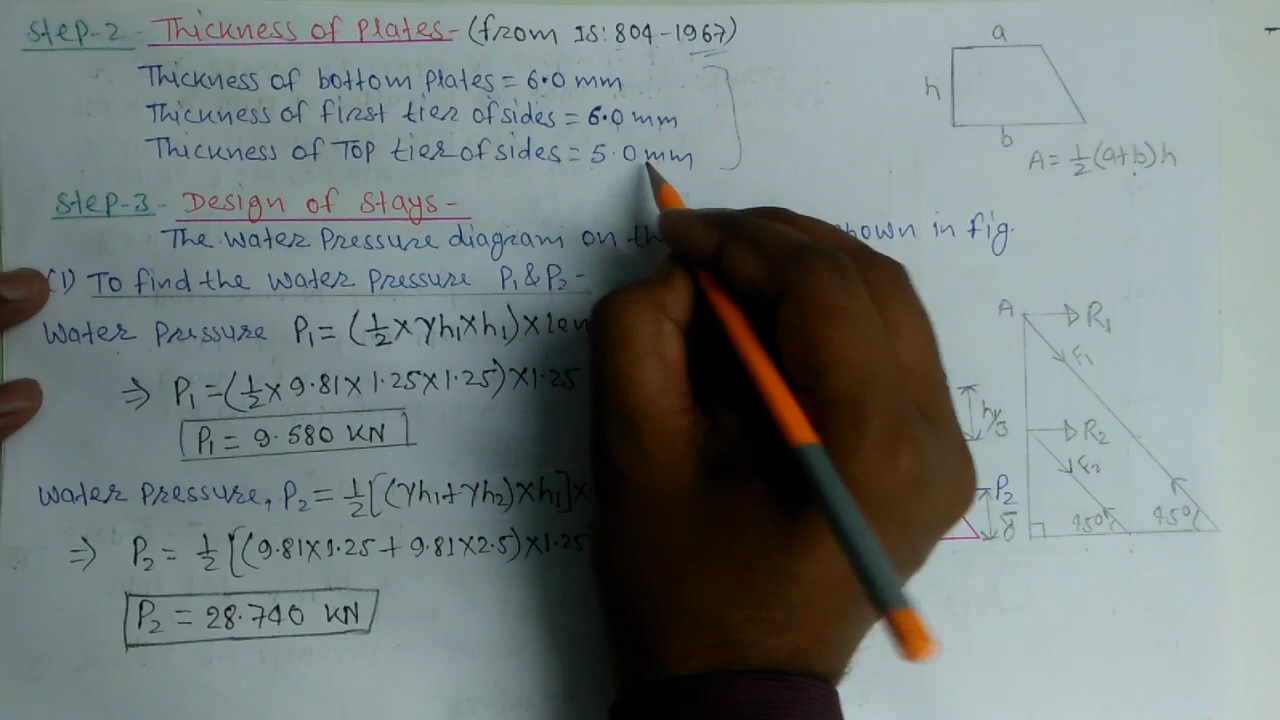 Step-2 Thickness of Plates - (from IS: 804-1967)
Thickness of bottom plates = 6.0 mm
Thickness of first tier of sides = 6.0 mm
Thickness of Top tier of sides = 5.0 mm
a
h
b
A = 1/2 (a+b) h
Step-3 Design of Stays -
The water Pressure diagram on shown in fig.
(1) To find the water Pressure P₁ & P₂ -
water Pressure P₁ = (1/2 × γh₁ × h₁) ×
⇒ P₁ = (1/2 × 9.81 × 1.25 × 1.25) × 1.25
P₁ = 9.580 KN
water Pressure, P₂ = 1/2 [(γh₁ + γh₂) × h₁] ×
⇒ P₂ = 1/2 [(9.81 × 1.25 + 9.81 × 2.5) × 1.25
P₂ = 28.740 KN
A R₁
F₁
h/3
R₂
F₂
P₂
ȳ
45° 45°